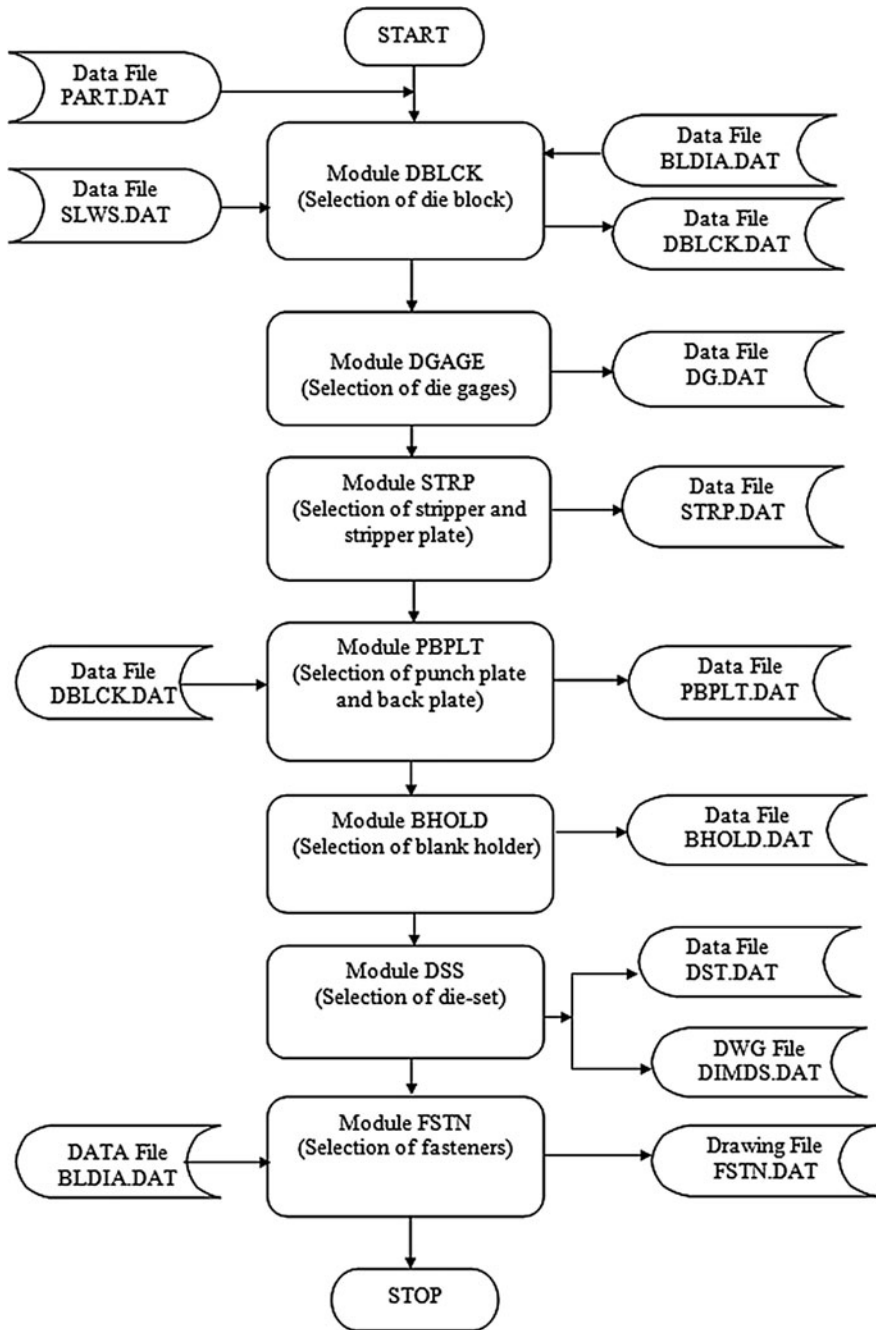 START
Data File
PART.DAT
Data File
BLDIA.DAT
Module DBLCK
(Selection of die block)
Data File
SLWS.DAT
Data File
DBLCK.DAT
Module DGAGE
(Selection of die gages)
Data File
DG.DAT
Module STRP
(Selection of stripper and
stripper plate)
Data File
STRP.DAT
Module PBPLT
(Selection of punch plate
and back plate)
Data File
DBLCK.DAT
Data File
PBPLT.DAT
Module BHOLD
(Selection of blank holder)
Data File
BHOLD.DAT
Module DSS
(Selection of die-set)
Data File
DST.DAT
DWG File
DIMDS.DAT
Module FSTN
(Selection of fasteners)
DATA File
BLDIA.DAT
Drawing File
FSTN.DAT
STOP